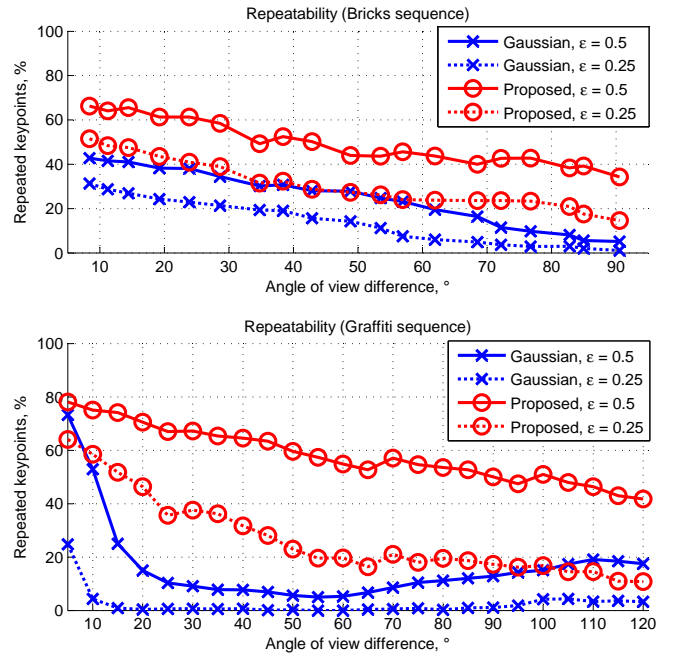 Repeatability (Bricks sequence)
Gaussian, ε = 0.5
Gaussian, ε = 0.25
Proposed, ε = 0.5
Proposed, ε = 0.25
Repeated keypoints, %
100
80
60
40
20
0
10 20 30 40 50 60 70 80 90
Angle of view difference, °
Repeatability (Graffiti sequence)
Gaussian, ε = 0.5
Gaussian, ε = 0.25
Proposed, ε = 0.5
Proposed, ε = 0.25
Repeated keypoints, %
100
80
60
40
20
0
10 20 30 40 50 60 70 80 90 100 110 120
Angle of view difference, °